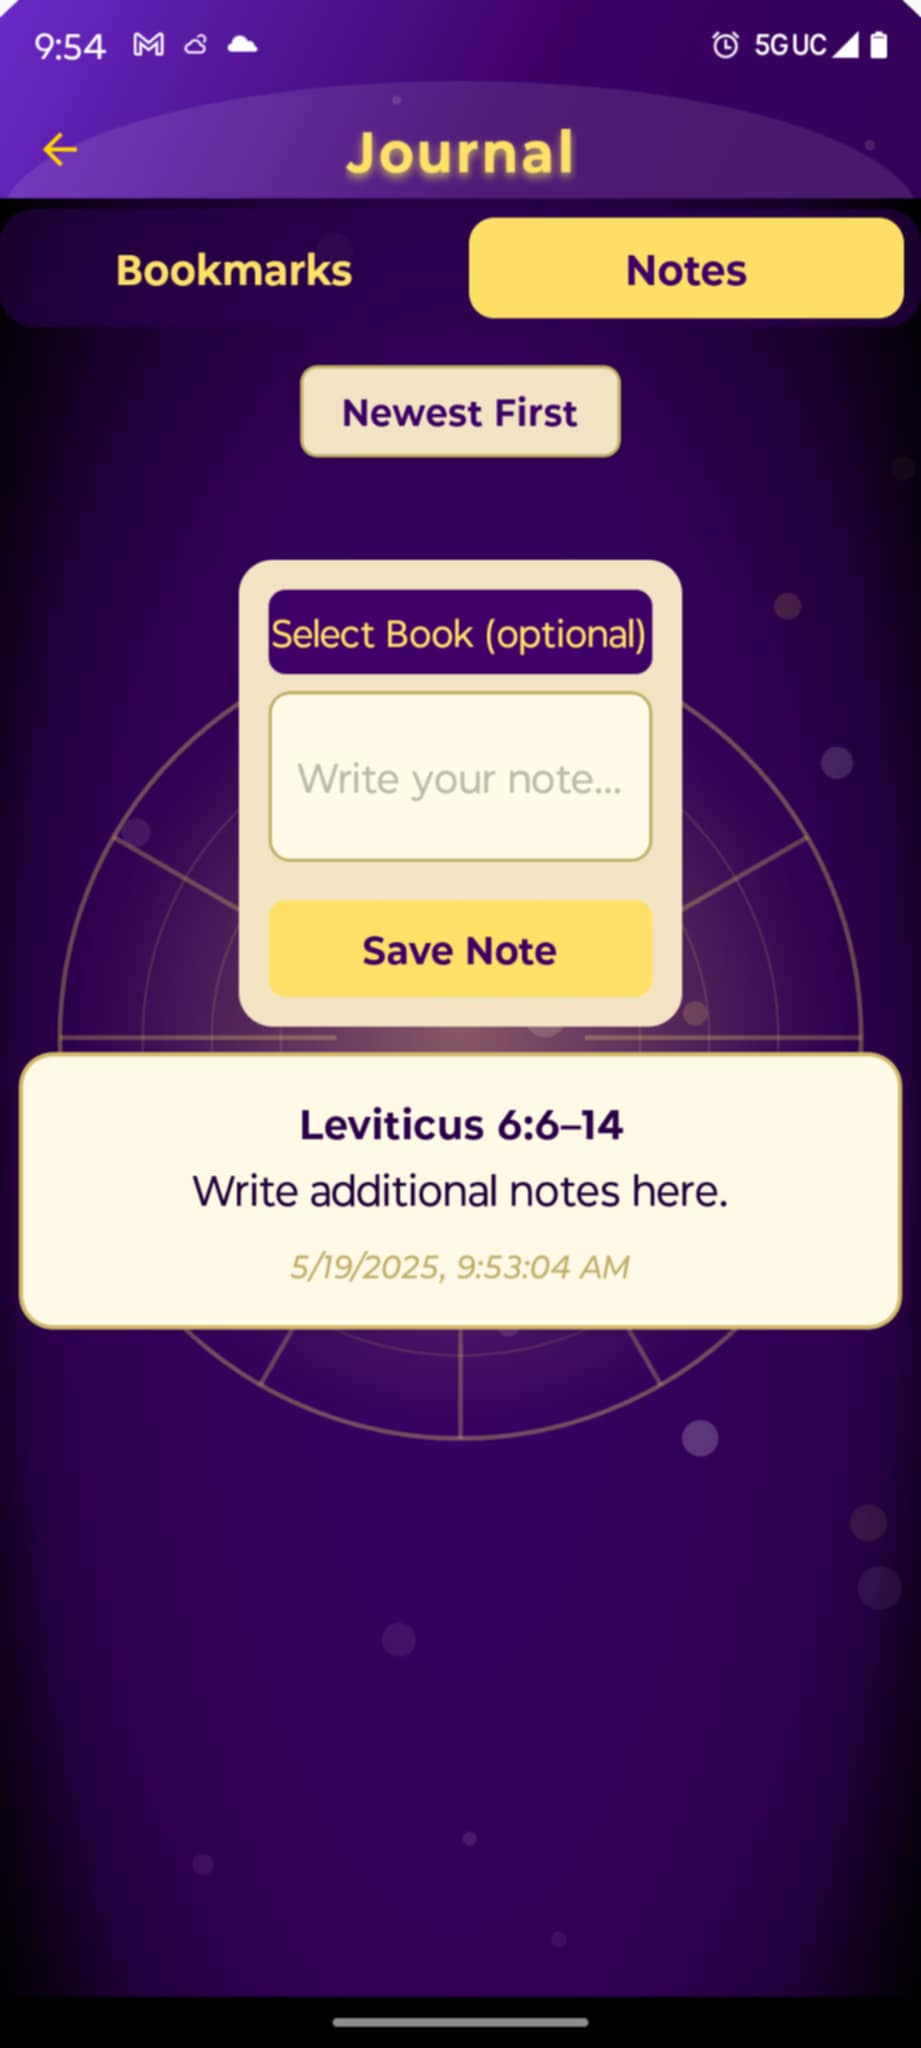 9:54 5G UC
Journal
Bookmarks Notes
Newest First
Select Book (optional)
Write your note...
Save Note
Leviticus 6:6–14
Write additional notes here.
5/19/2025, 9:53:04 AM